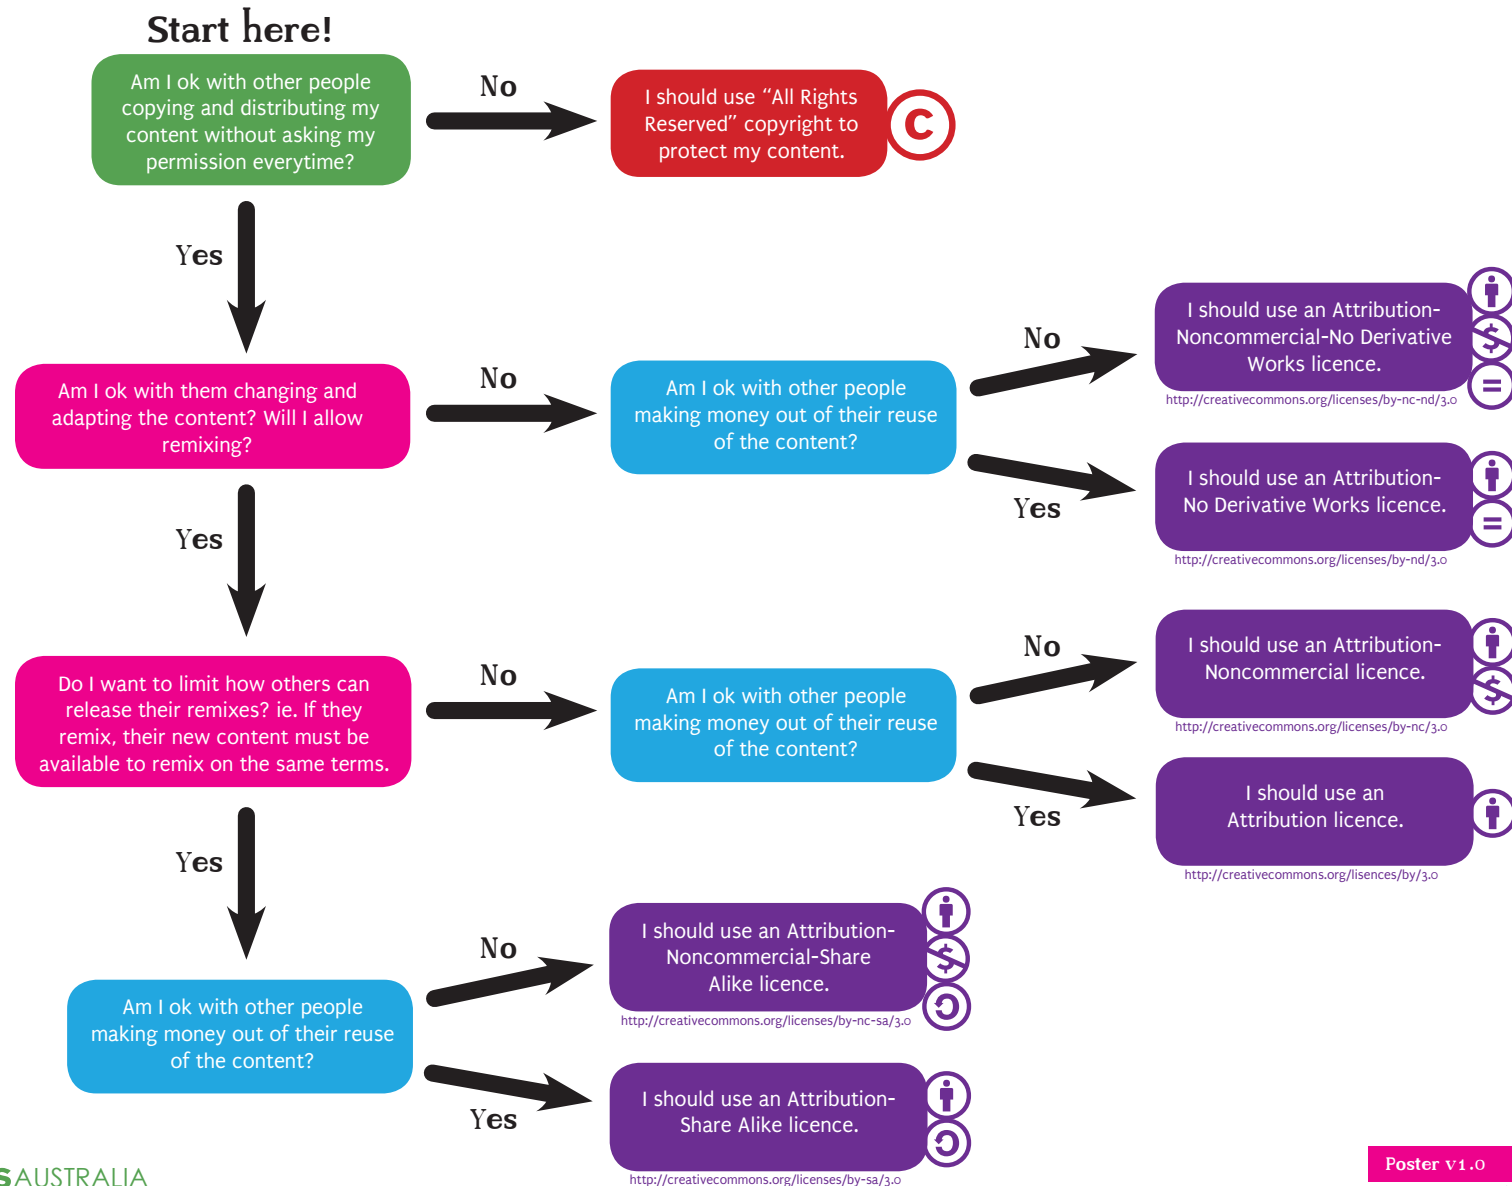 Start here!
Am I ok with other people
copying and distributing my
content without asking my
permission everytime?
No
I should use “All Rights
Reserved” copyright to
protect my content.
C
Yes
Am I ok with them changing and
adapting the content? Will I allow
remixing?
No
Am I ok with other people
making money out of their reuse
of the content?
No
I should use an Attribution-
Noncommercial-No Derivative
Works licence.
http://creativecommons.org/licenses/by-nc-nd/3.0
Yes
I should use an Attribution-
No Derivative Works licence.
http://creativecommons.org/licenses/by-nd/3.0
Yes
Do I want to limit how others can
release their remixes? ie. If they
remix, their new content must be
available to remix on the same terms.
No
Am I ok with other people
making money out of their reuse
of the content?
No
I should use an Attribution-
Noncommercial licence.
http://creativecommons.org/licenses/by-nc/3.0
Yes
I should use an
Attribution licence.
http://creativecommons.org/lisences/by/3.0
Yes
Am I ok with other people
making money out of their reuse
of the content?
No
I should use an Attribution-
Noncommercial-Share
Alike licence.
http://creativecommons.org/licenses/by-nc-sa/3.0
Yes
I should use an Attribution-
Share Alike licence.
http://creativecommons.org/licenses/by-sa/3.0
SAUSTRALIA
Poster v1.0